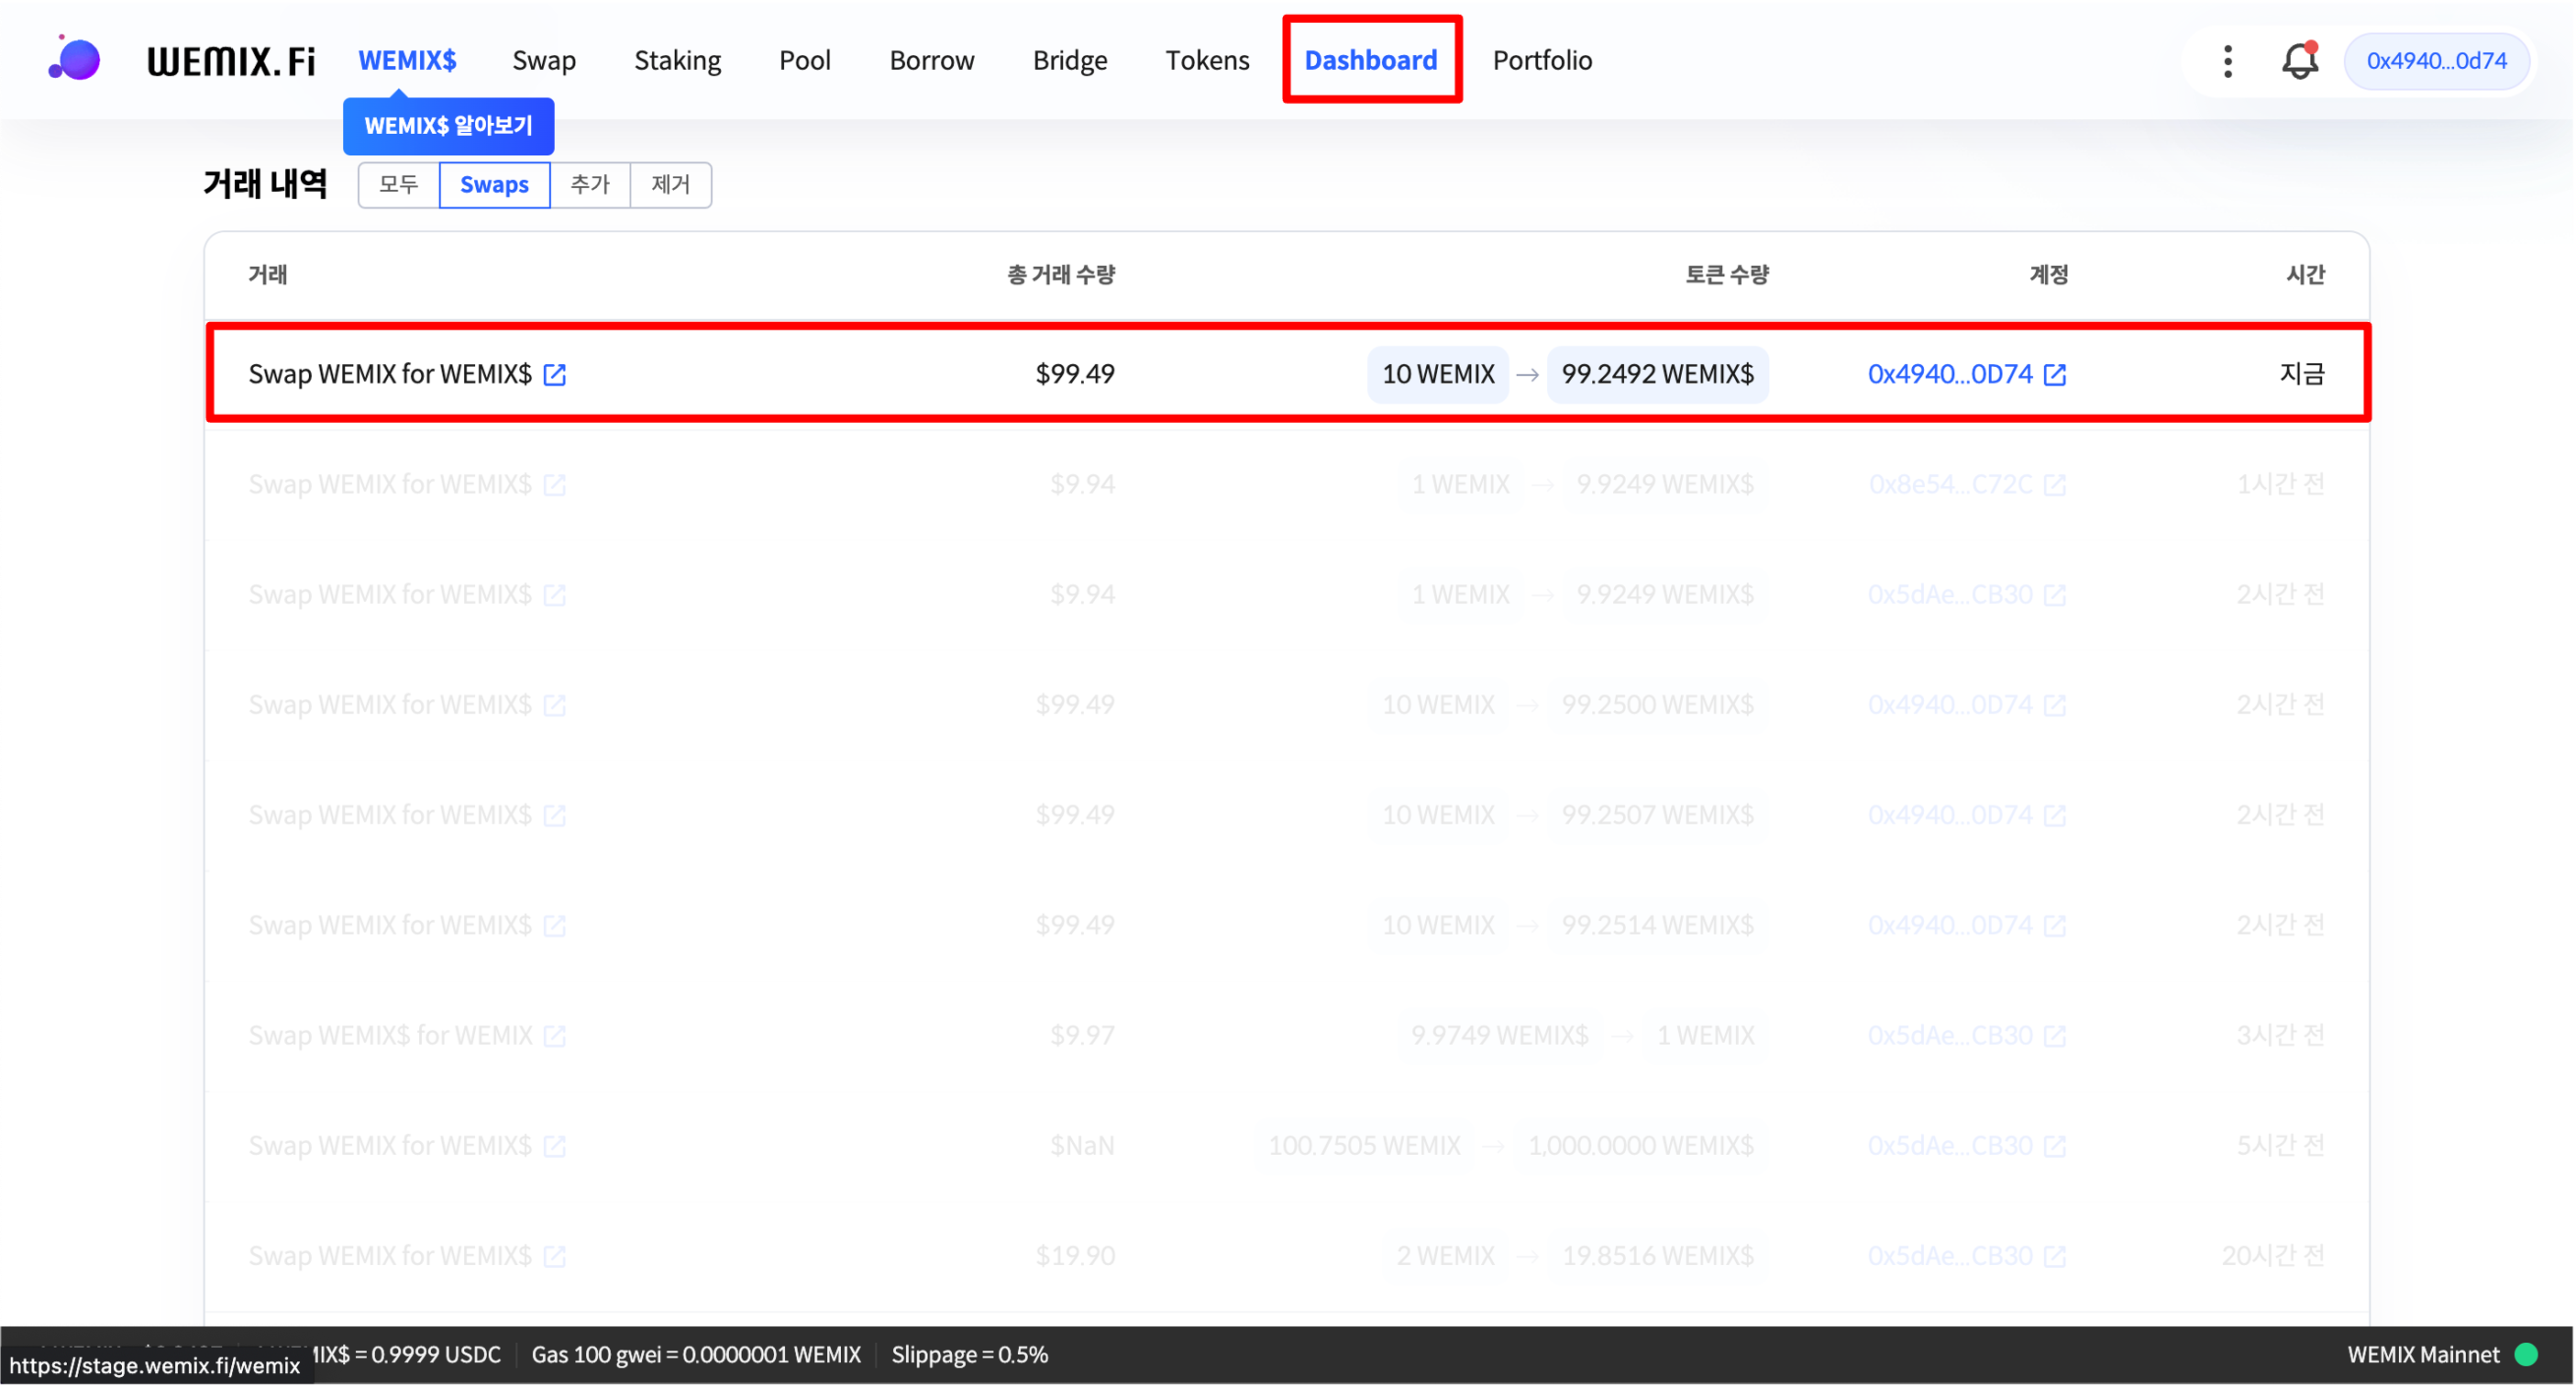 WEMIX.Fi WEMIX$ Swap Staking Pool Borrow Bridge Tokens Dashboard Portfolio 0x4940...0d74
WEMIX$ 알아보기
거래 내역 모두 Swaps 추가 제거
거래 총 거래 수량 토큰 수량 계정 시간
Swap WEMIX for WEMIX$ $99.49 10 WEMIX → 99.2492 WEMIX$ 0x4940...0D74 지금
Swap WEMIX for WEMIX$ $9.94 1 WEMIX → 9.9249 WEMIX$ 0x8e54...C72C 1시간 전
Swap WEMIX for WEMIX$ $9.94 1 WEMIX → 9.9249 WEMIX$ 0x5dAe...CB30 2시간 전
Swap WEMIX for WEMIX$ $99.49 10 WEMIX → 99.2500 WEMIX$ 0x4940...0D74 2시간 전
Swap WEMIX for WEMIX$ $99.49 10 WEMIX → 99.2507 WEMIX$ 0x4940...0D74 2시간 전
Swap WEMIX for WEMIX$ $99.49 10 WEMIX → 99.2514 WEMIX$ 0x4940...0D74 2시간 전
Swap WEMIX$ for WEMIX $9.97 9.9749 WEMIX$ → 1 WEMIX 0x5dAe...CB30 3시간 전
Swap WEMIX for WEMIX$ $NaN 100.7505 WEMIX → 1,000.0000 WEMIX$ 0x5dAe...CB30 5시간 전
Swap WEMIX for WEMIX$ $19.90 2 WEMIX → 19.8516 WEMIX$ 0x5dAe...CB30 20시간 전
= 0.9999 USDC Gas 100 gwei = 0.0000001 WEMIX Slippage = 0.5% WEMIX Mainnet
https://stage.wemix.fi/wemix